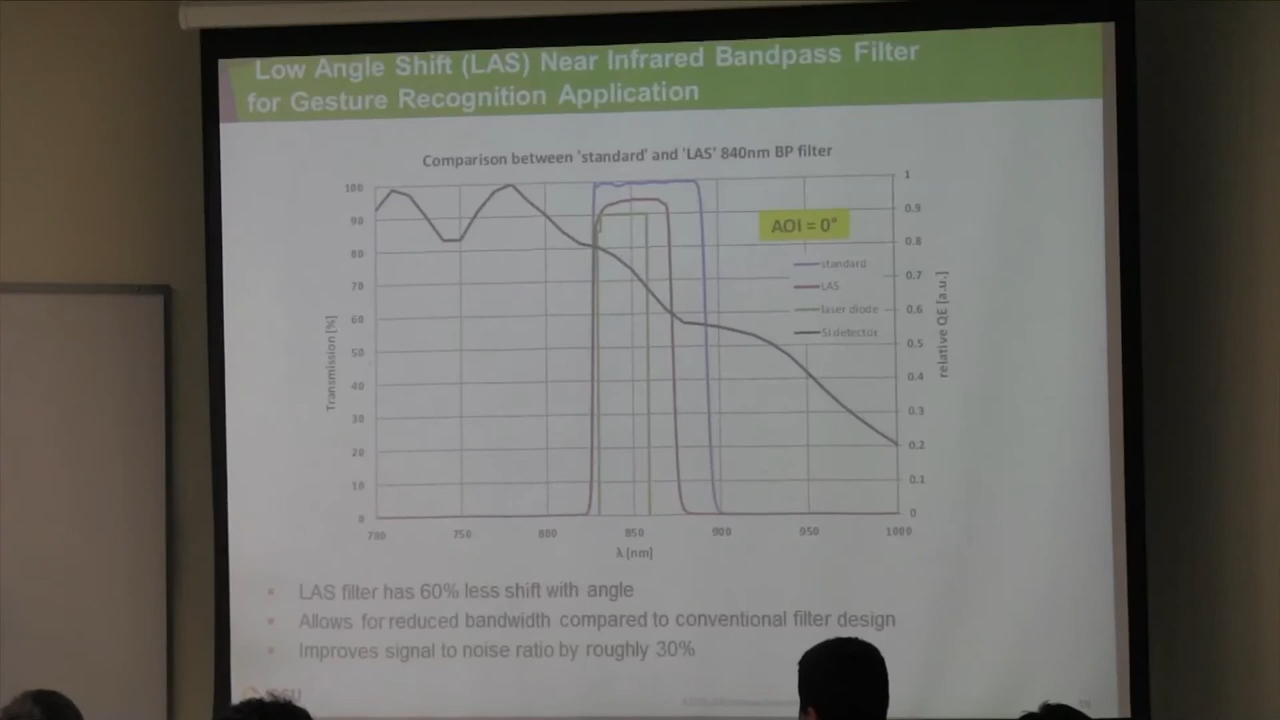 Low Angle Shift (LAS) Near Infrared Bandpass Filter
for Gesture Recognition Application
Comparison between 'standard' and 'LAS' 840nm BP filter
100
90
80
70
60
50
40
30
20
10
0
Transmission [%]
1
0.9
0.8
0.7
0.6
0.5
0.4
0.3
0.2
0.1
0
relative QE [a.u.]
AOI = 0°
standard
LAS
laser diode
Si detector
700 750 800 850 900 950 1000
λ [nm]
▪ LAS filter has 60% less shift with angle
▪ Allows for reduced bandwidth compared to conventional filter design
▪ Improves signal to noise ratio by roughly 30%